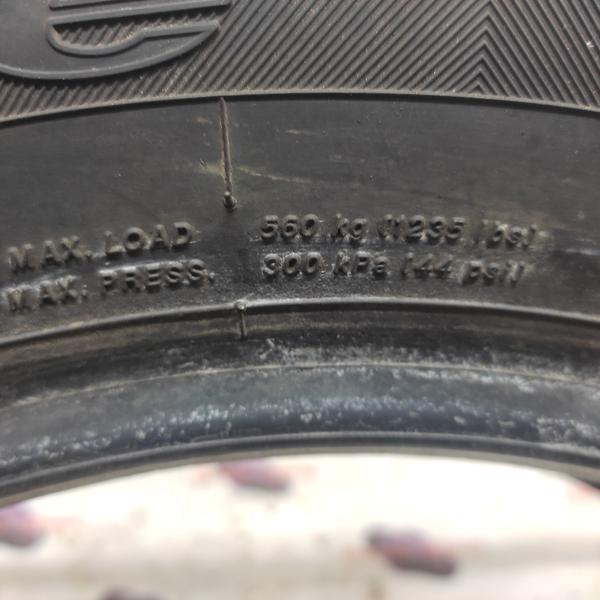 MAX. LOAD 560 kg (1235 lbs)
MAX. PRESS. 300 kPa (44 psi)